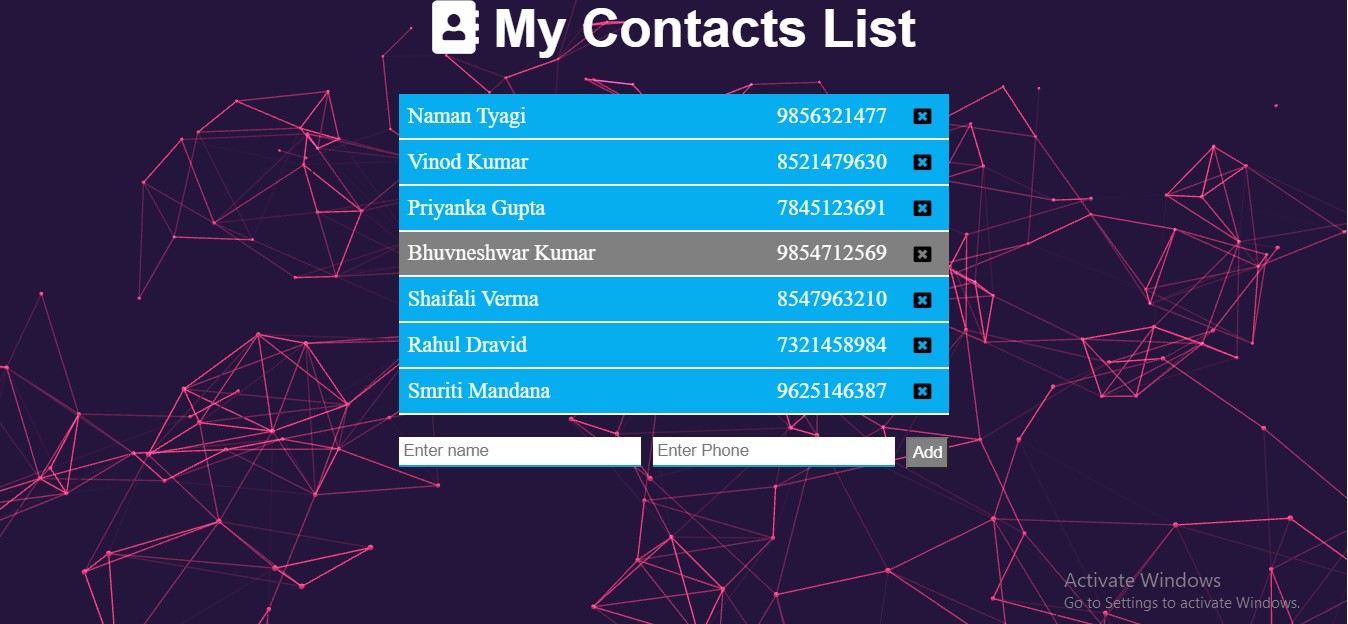 My Contacts List
Naman Tyagi 9856321477
Vinod Kumar 8521479630
Priyanka Gupta 7845123691
Bhuvneshwar Kumar 9854712569
Shaifali Verma 8547963210
Rahul Dravid 7321458984
Smriti Mandana 9625146387
Enter name Enter Phone Add
Activate Windows
Go to Settings to activate Windows.